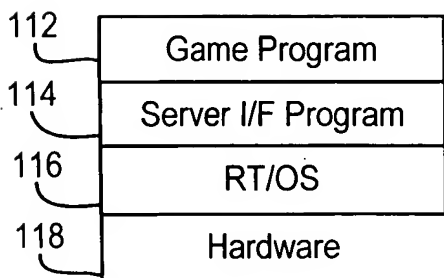 112
Game Program
114
Server I/F Program
116
RT/OS
118
Hardware